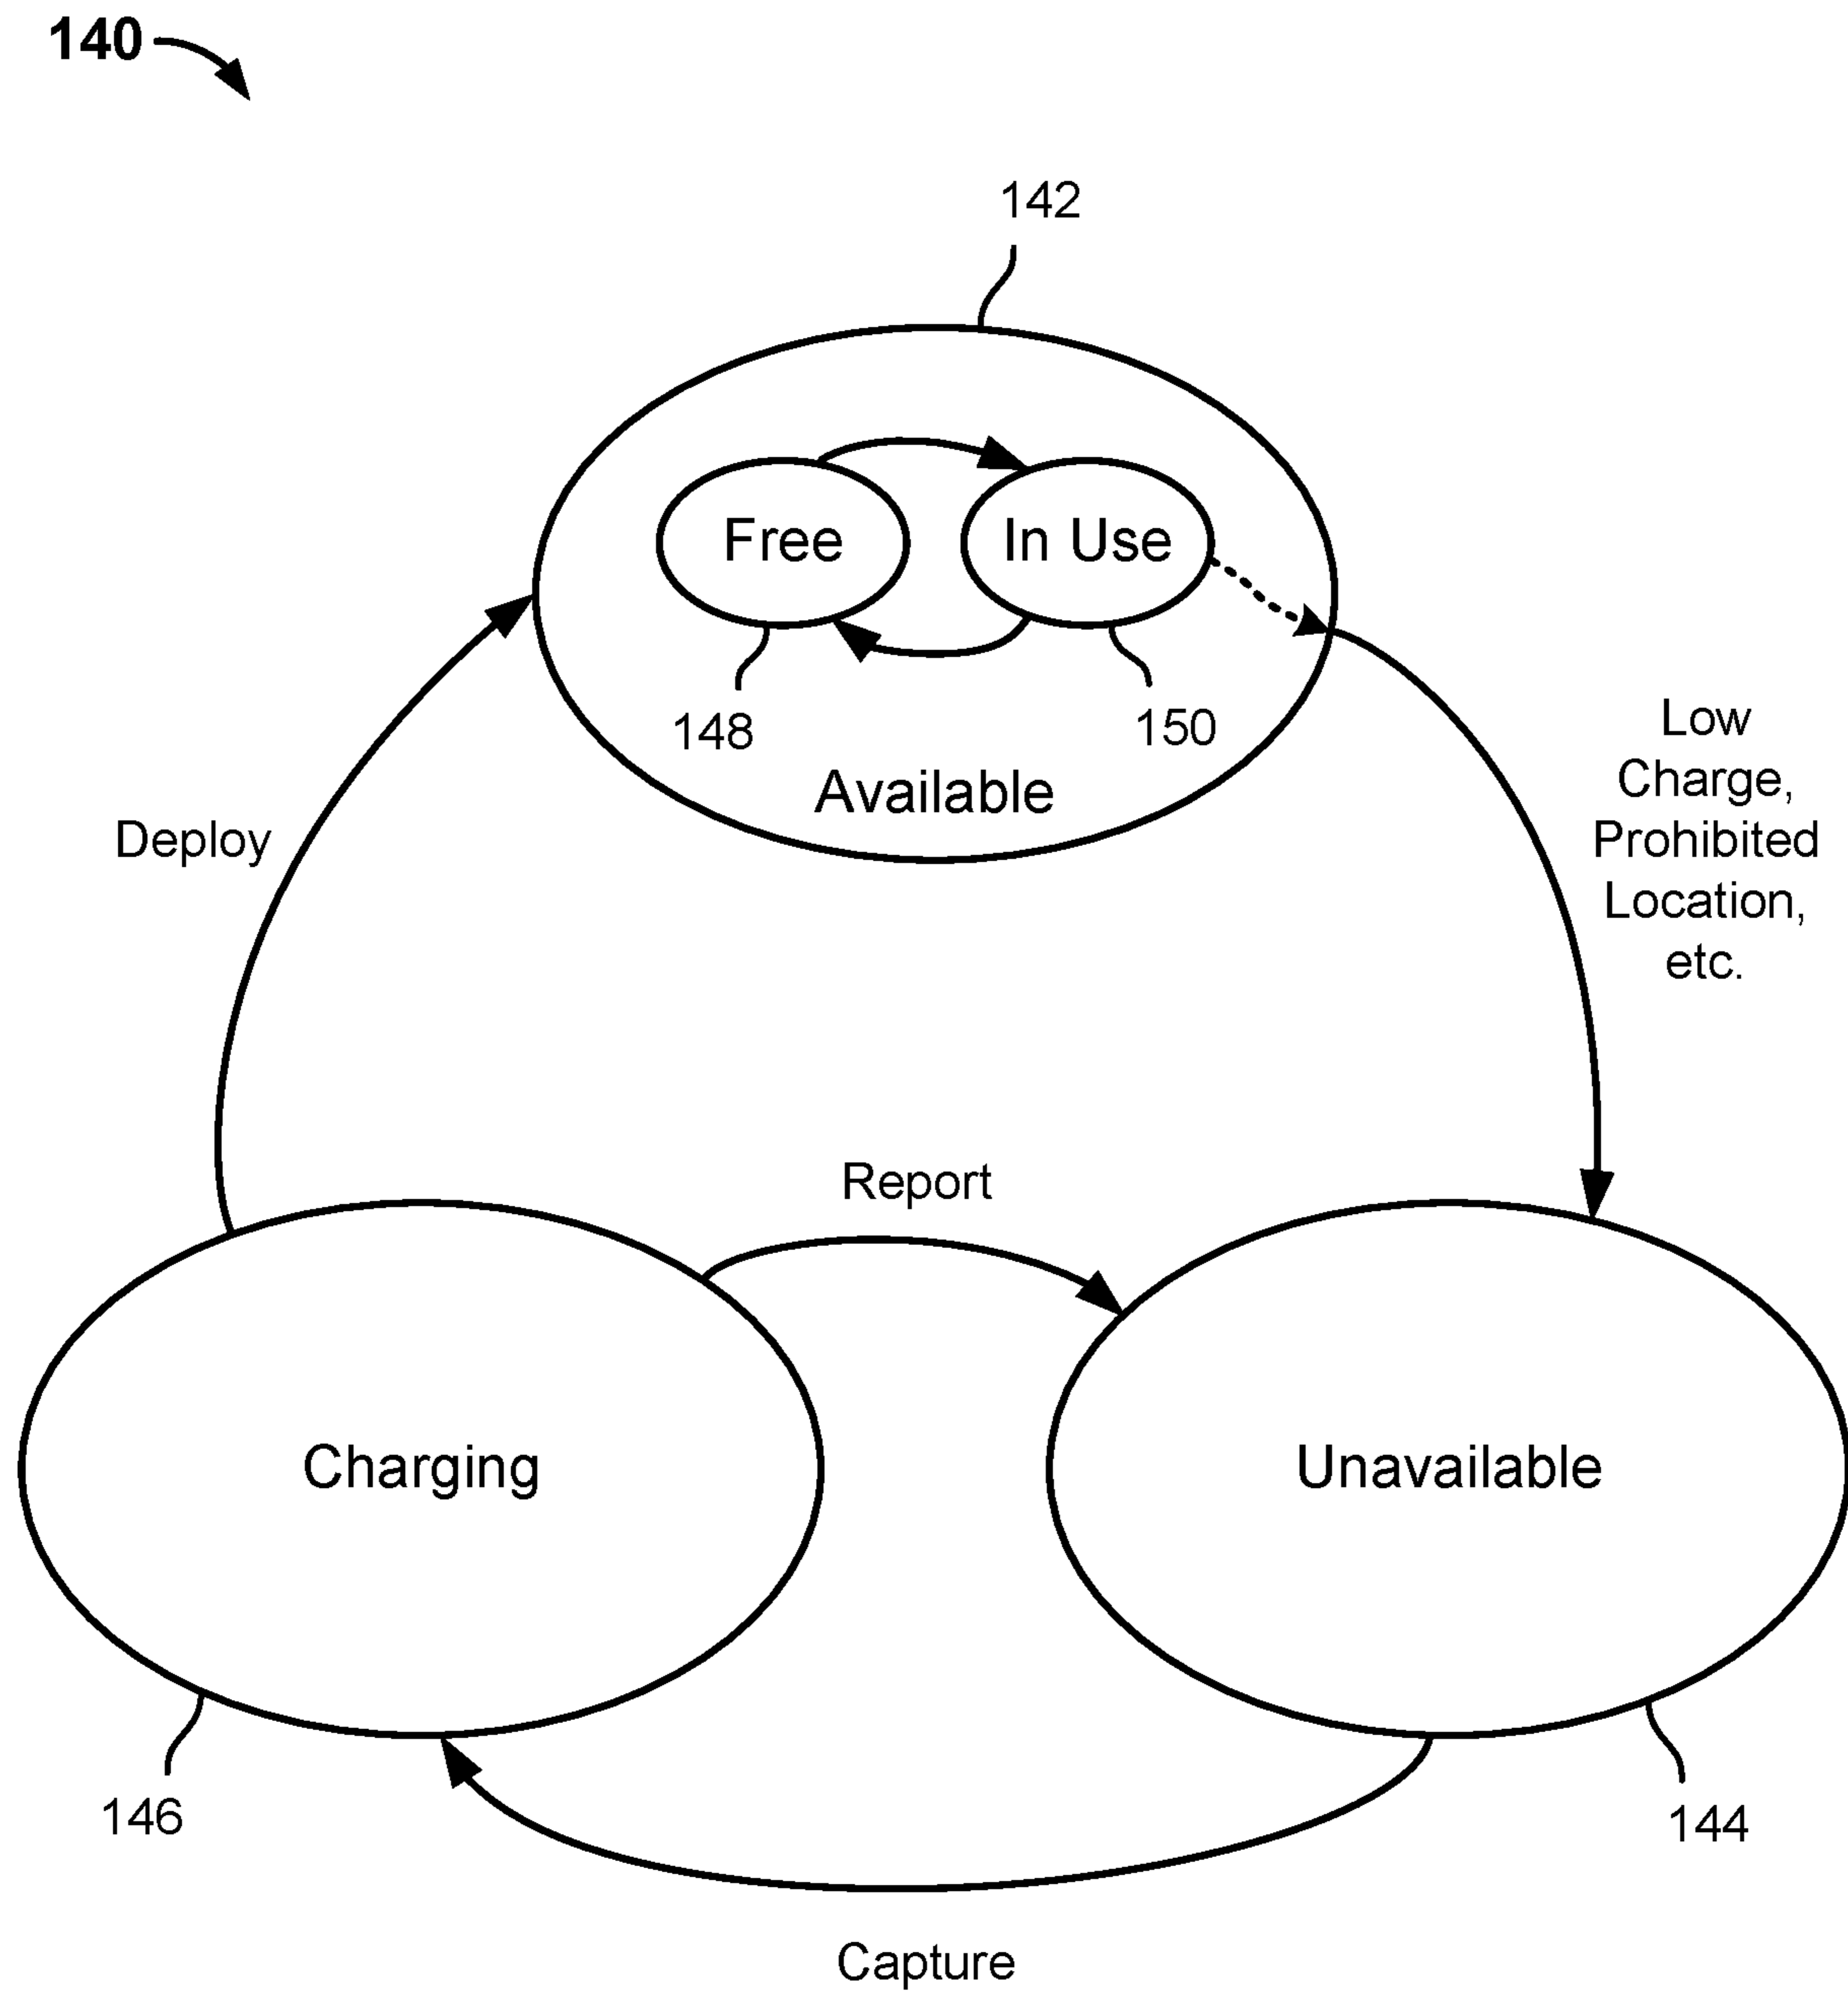 140
142
Free
In Use
148
150
Available
Deploy
Low
Charge,
Prohibited
Location,
etc.
Report
Charging
Unavailable
146
144
Capture